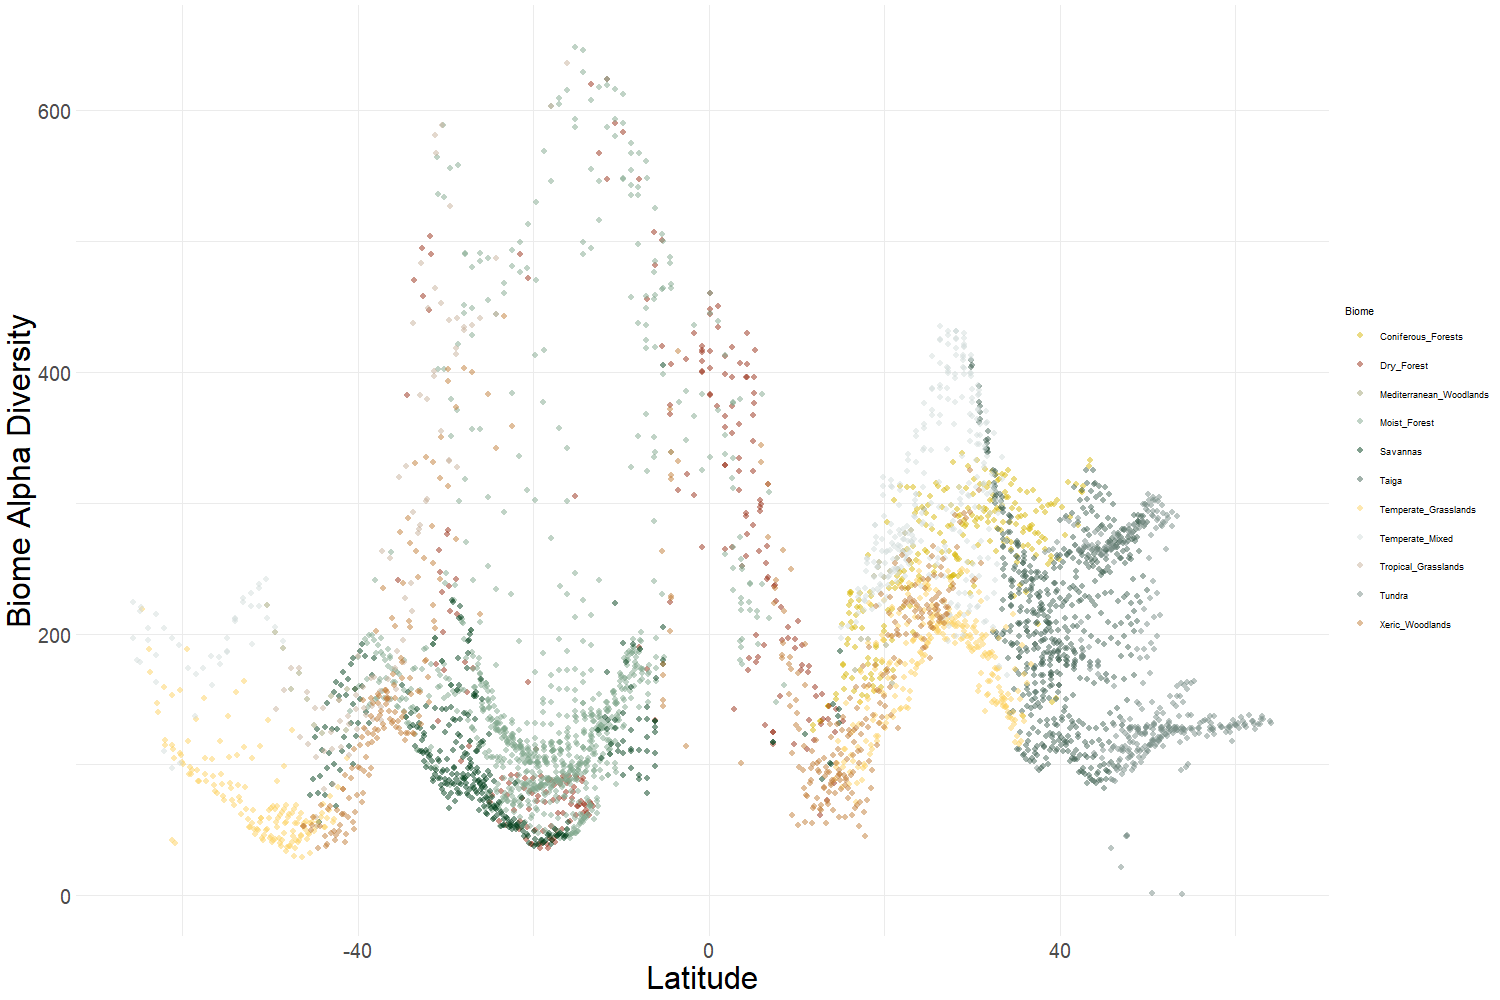 Biome Alpha Diversity
600
400
200
0
-40
0
40
Latitude
Biome
Coniferous_Forests
Dry_Forest
Mediterranean_Woodlands
Moist_Forest
Savannas
Taiga
Temperate_Grasslands
Temperate_Mixed
Tropical_Grasslands
Tundra
Xeric_Woodlands